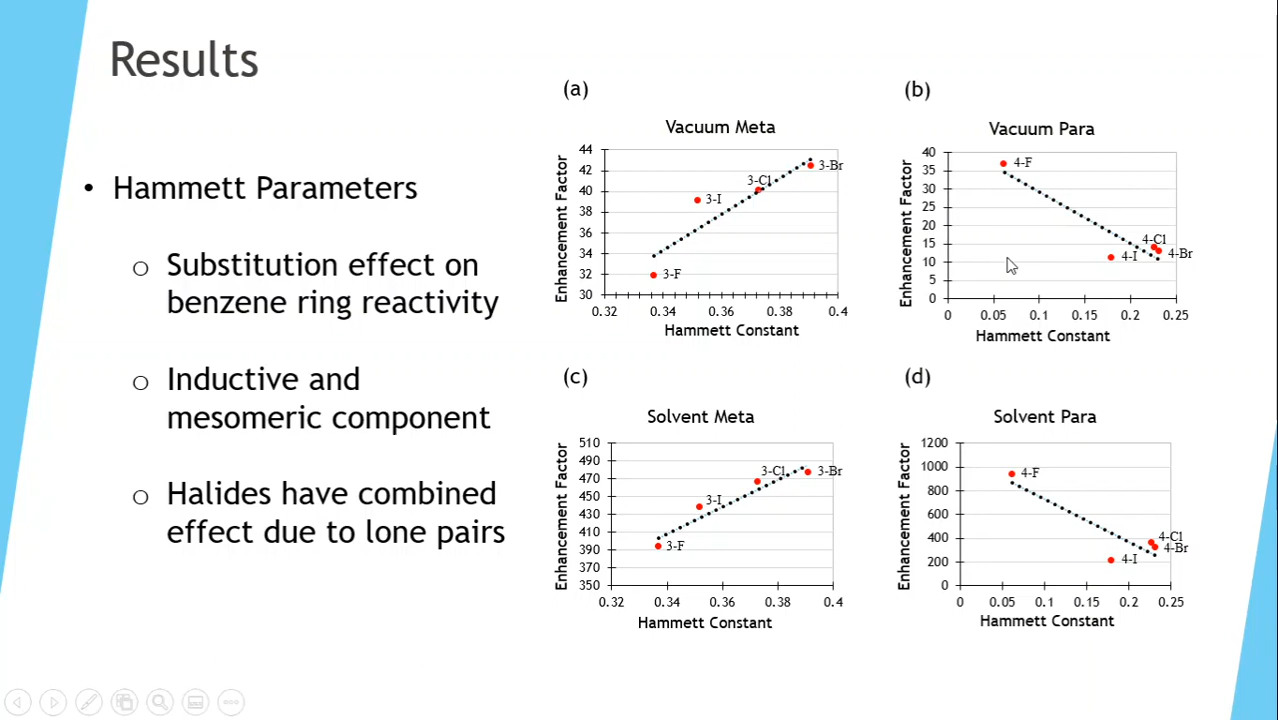 Results
• Hammett Parameters
o Substitution effect on
benzene ring reactivity
o Inductive and
mesomeric component
o Halides have combined
effect due to lone pairs
(a)
Vacuum Meta
Enhancement Factor
44
42
40
38
36
34
32
30
3-Br
3-Cl
3-I
3-F
0.32 0.34 0.36 0.38 0.4
Hammett Constant
(b)
Vacuum Para
Enhancement Factor
40
35
30
25
20
15
10
5
0
4-F
4-Cl
4-Br
4-I
0 0.05 0.1 0.15 0.2 0.25
Hammett Constant
(c)
Solvent Meta
Enhancement Factor
510
490
470
450
430
410
390
370
350
3-Cl
3-Br
3-I
3-F
0.32 0.34 0.36 0.38 0.4
Hammett Constant
(d)
Solvent Para
Enhancement Factor
1200
1000
800
600
400
200
0
4-F
4-Cl
4-Br
4-I
0 0.05 0.1 0.15 0.2 0.25
Hammett Constant